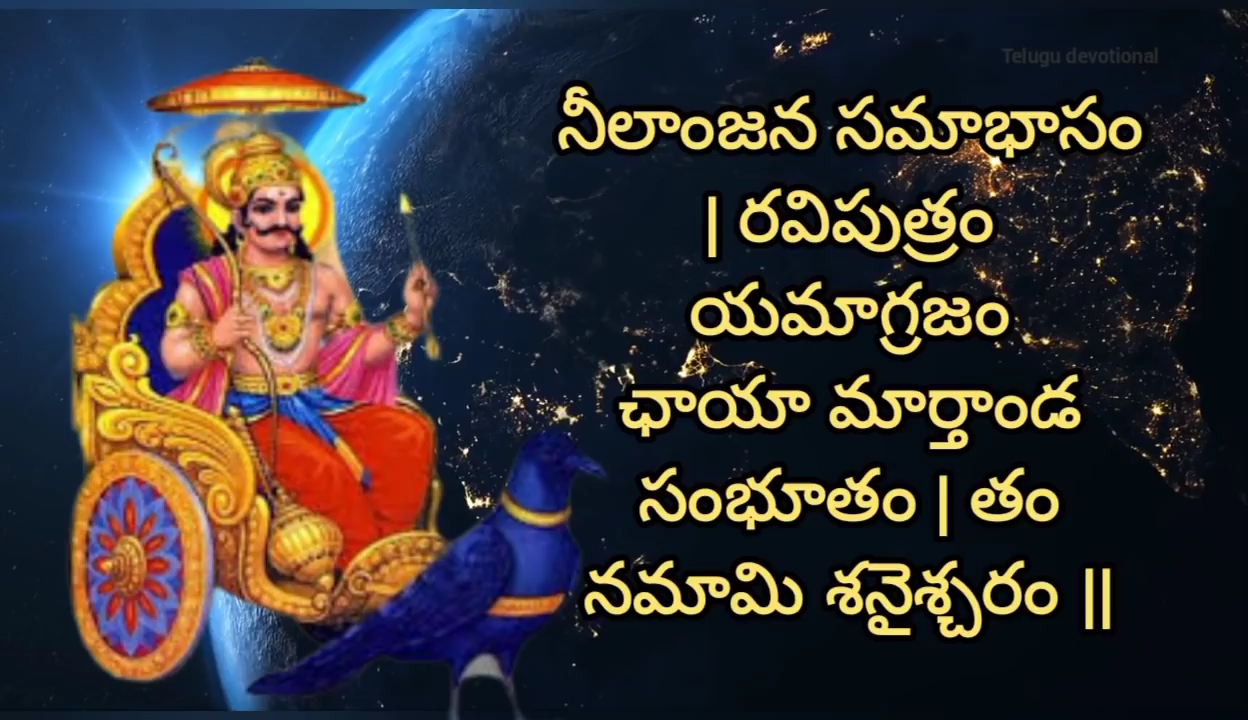 Telugu devotional
నీలాంజన సమాభాసం
| రవిపుత్రం
యమాగ్రజం
ఛాయా మార్తాండ
సంభూతం | తం
నమామి శనైశ్చరం ||